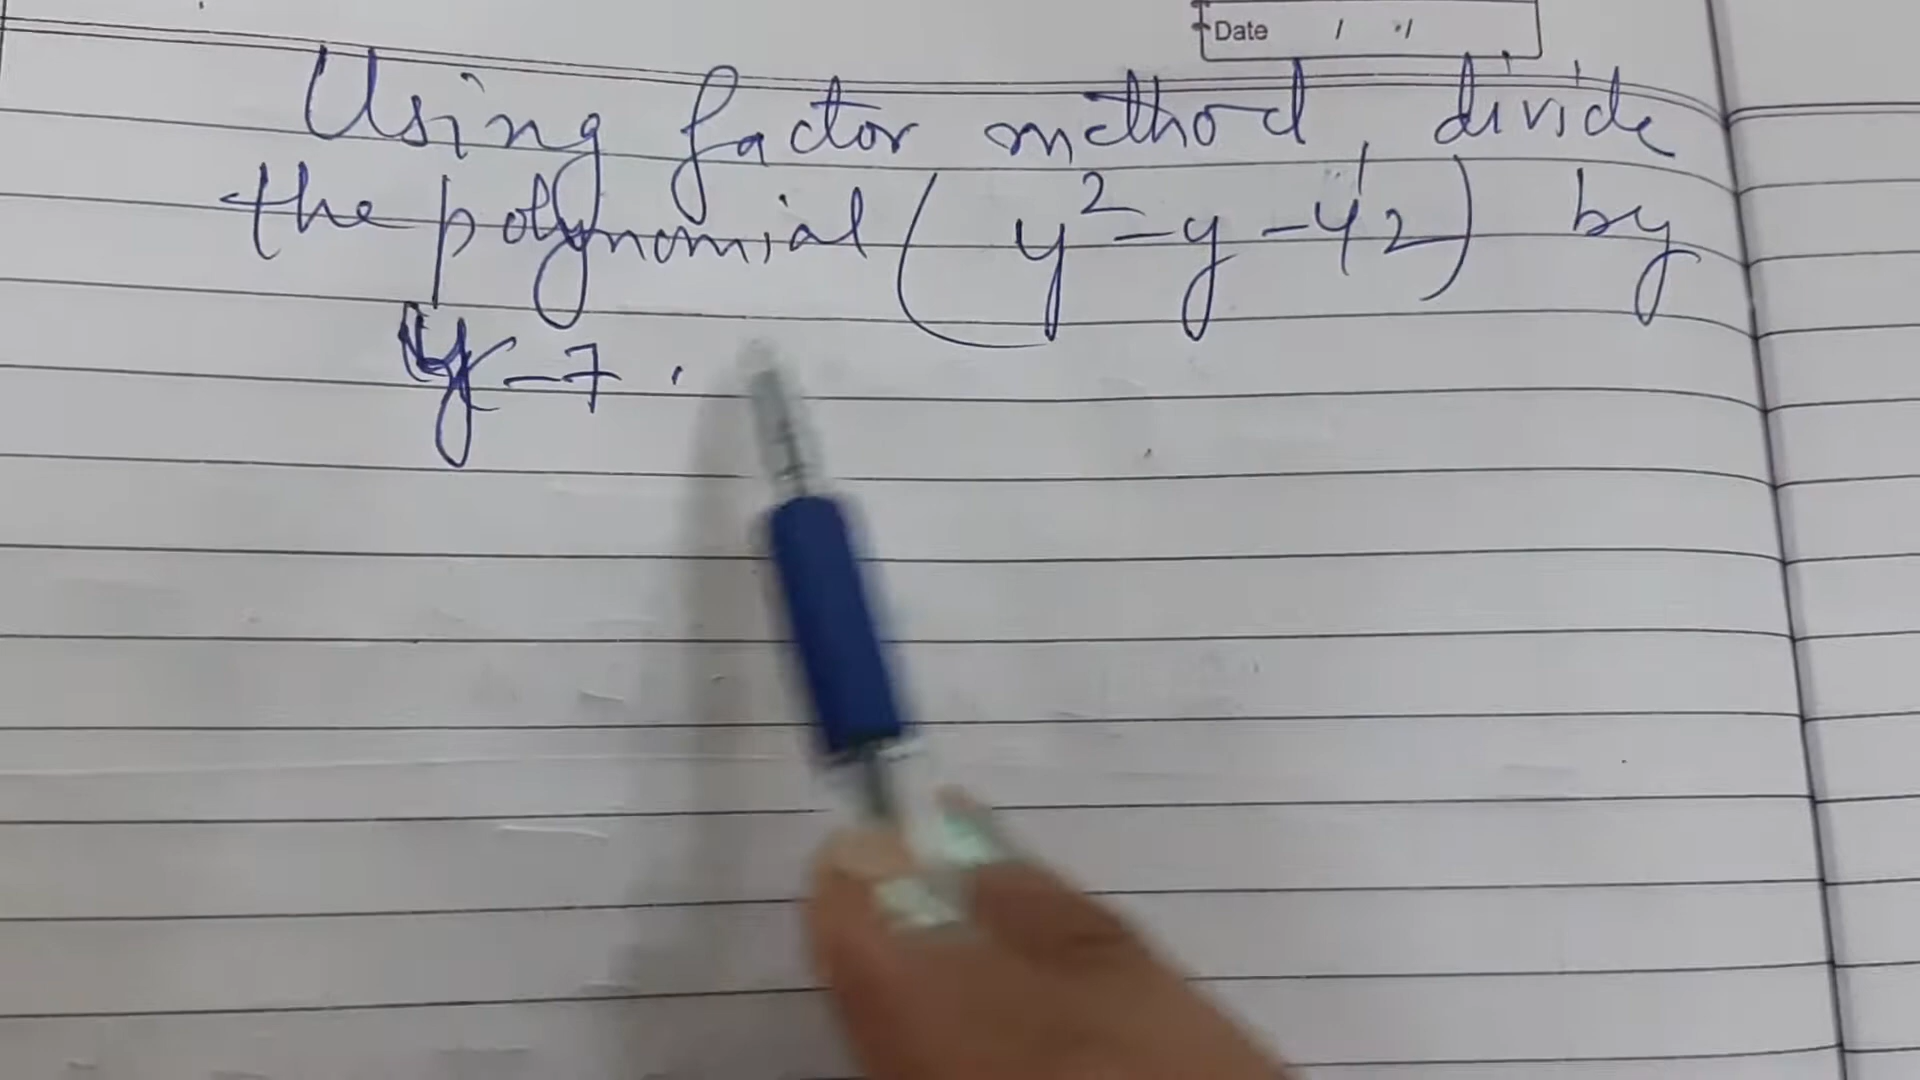 Date / /
Using factor method, divide
the polynomial (y² - y - 42) by
y - 7.